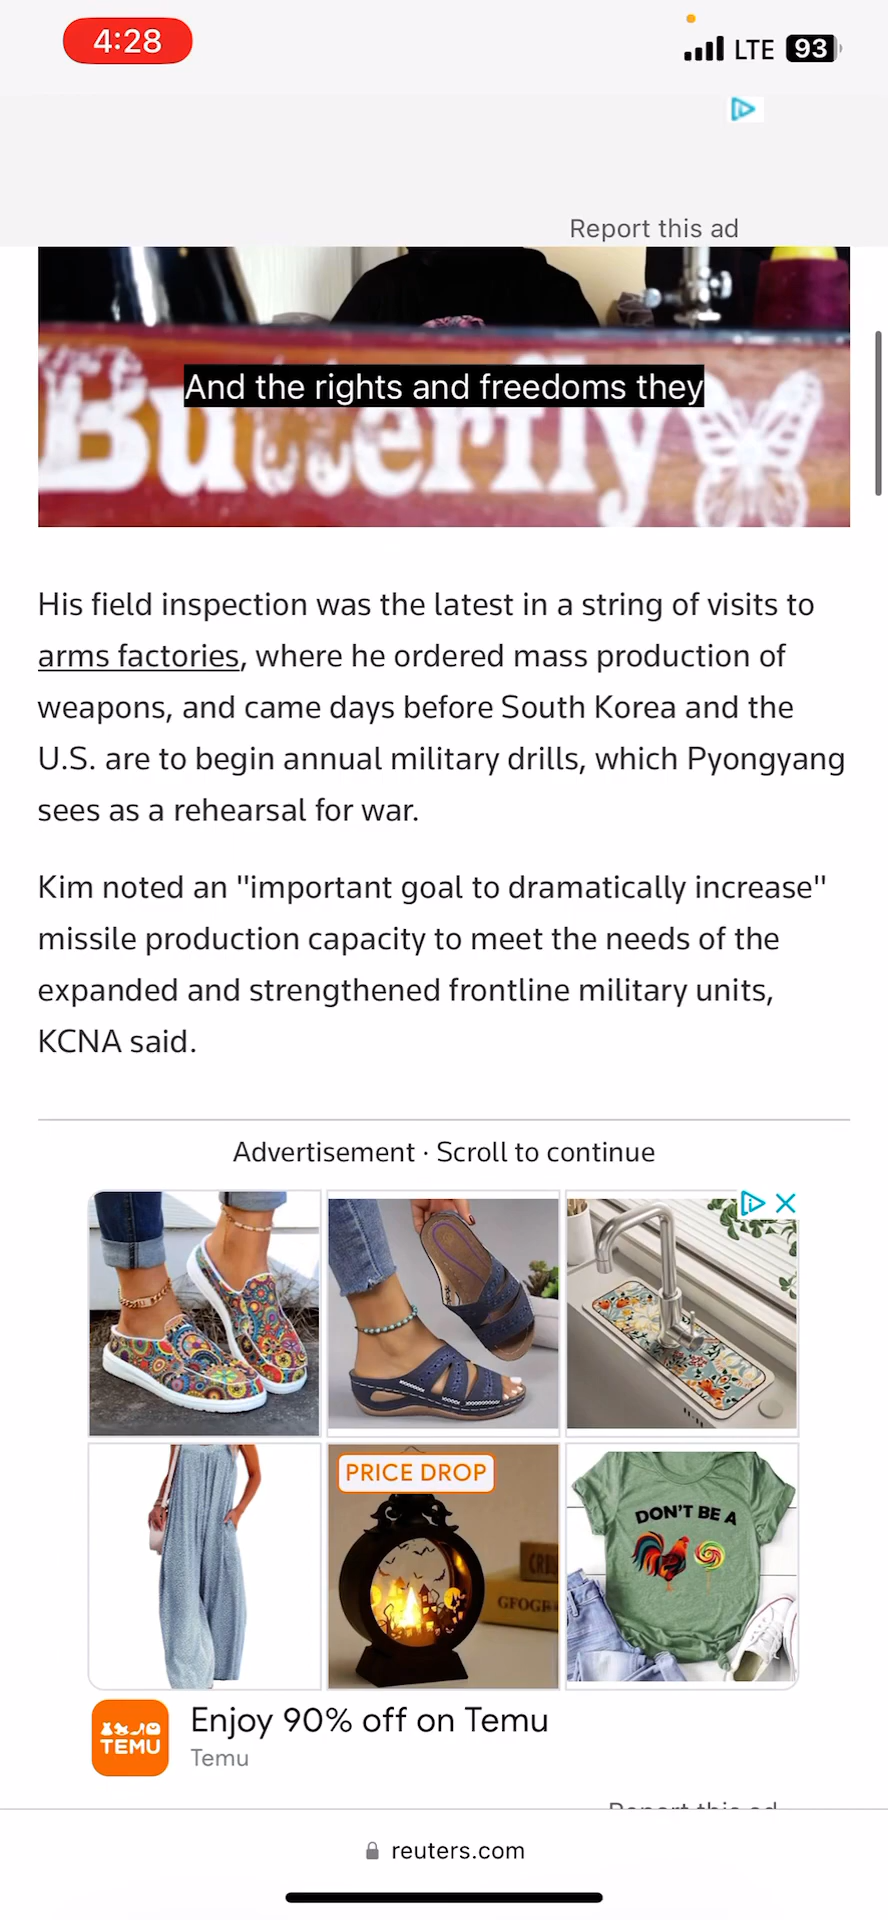 4:28
LTE 93
Report this ad
Butterfly
And the rights and freedoms they
His field inspection was the latest in a string of visits to
arms factories, where he ordered mass production of
weapons, and came days before South Korea and the
U.S. are to begin annual military drills, which Pyongyang
sees as a rehearsal for war.
Kim noted an "important goal to dramatically increase"
missile production capacity to meet the needs of the
expanded and strengthened frontline military units,
KCNA said.
Advertisement · Scroll to continue
PRICE DROP
DON'T BE A
Enjoy 90% off on Temu
TEMU
Temu
Report this ad
reuters.com